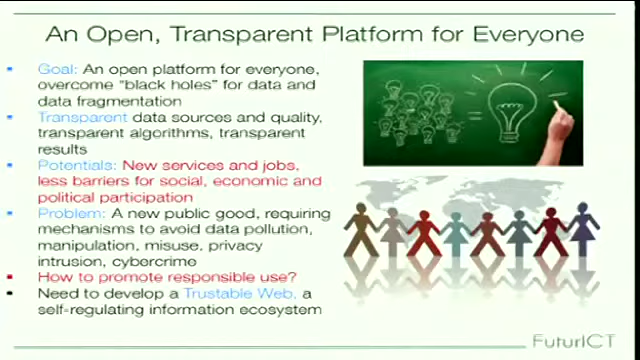 An Open, Transparent Platform for Everyone
Goal: An open platform for everyone,
overcome "black holes" for data and
data fragmentation
Transparent data sources and quality,
transparent algorithms, transparent
results
Potentials: New services and jobs,
less barriers for social, economic and
political participation
Problem: A new public good, requiring
mechanisms to avoid data pollution,
manipulation, misuse, privacy
intrusion, cybercrime
How to promote responsible use?
Need to develop a Trustable Web, a
self-regulating information ecosystem
FuturICT